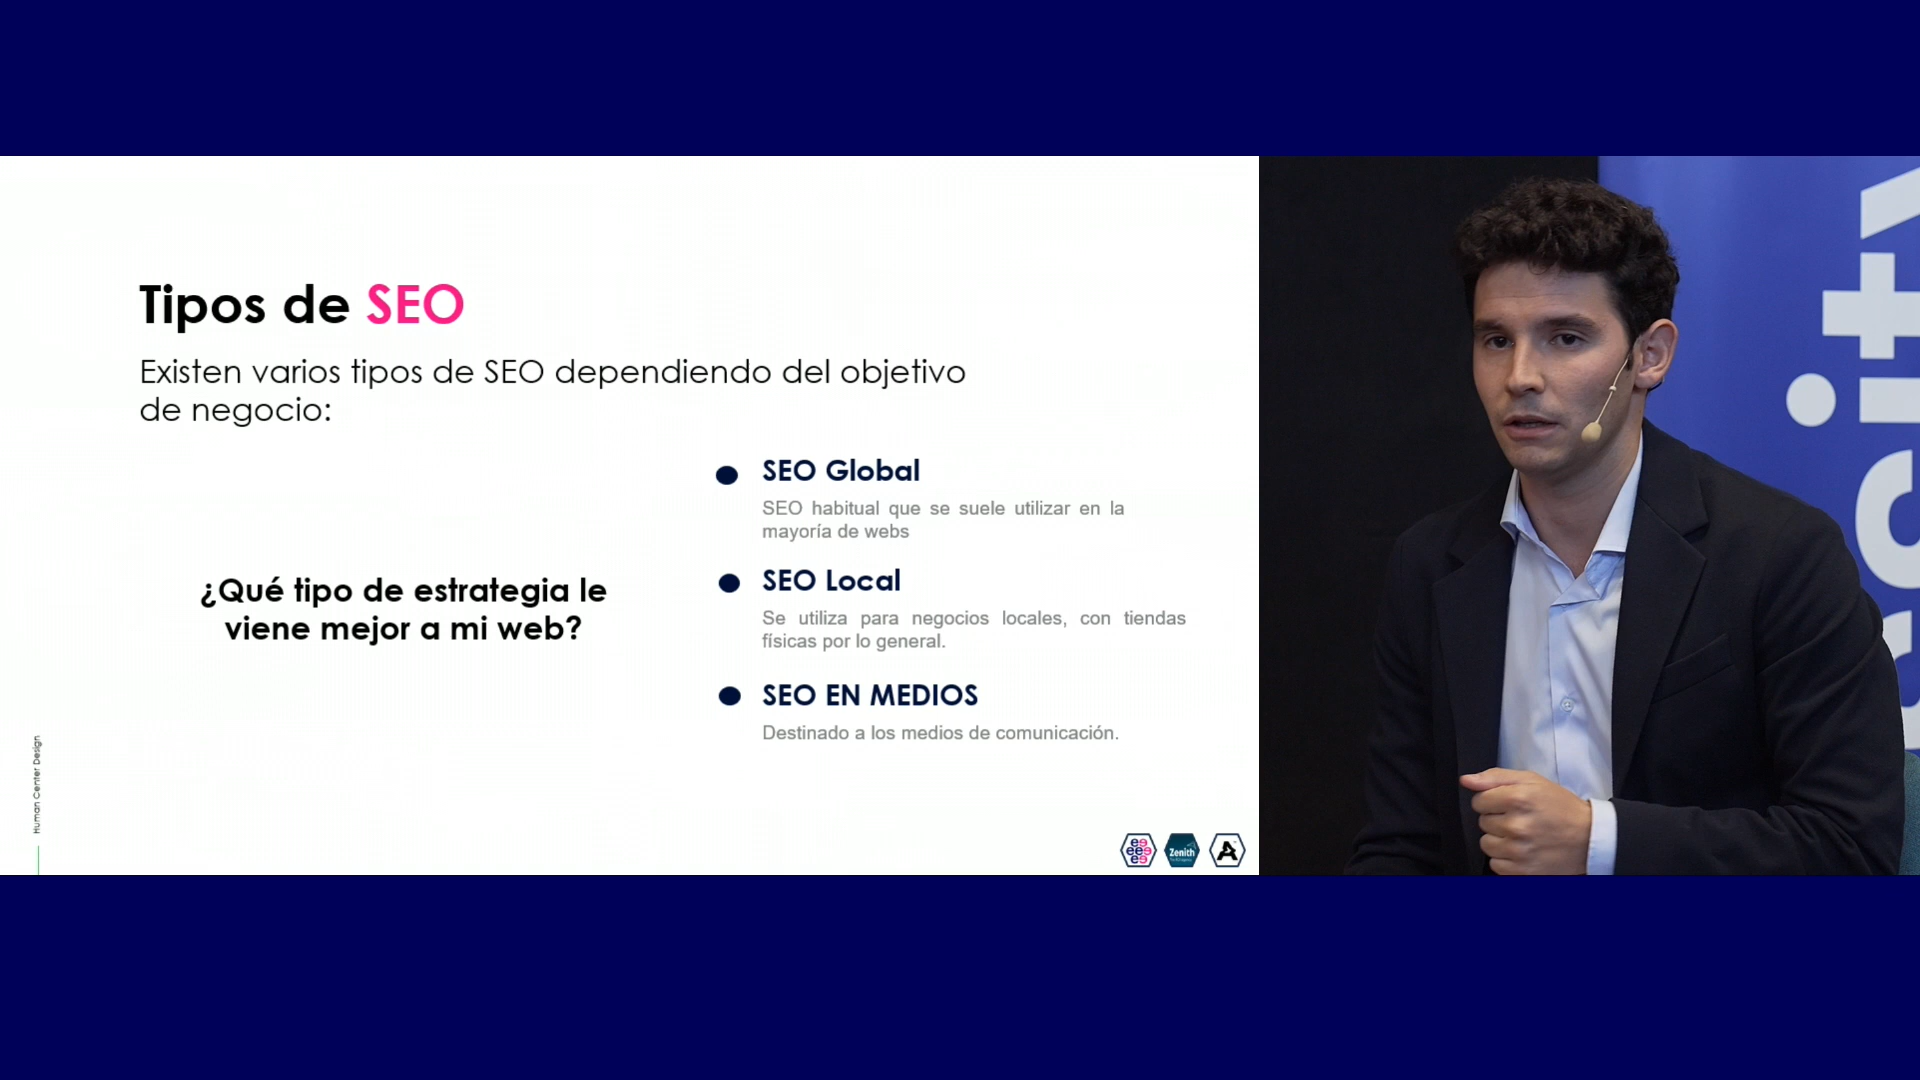 Tipos de SEO
Existen varios tipos de SEO dependiendo del objetivo
de negocio:
¿Qué tipo de estrategia le
viene mejor a mi web?
SEO Global
SEO habitual que se suele utilizar en la
mayoría de webs
SEO Local
Se utiliza para negocios locales, con tiendas
físicas por lo general.
SEO EN MEDIOS
Destinado a los medios de comunicación.
Human Center Design
Zenith